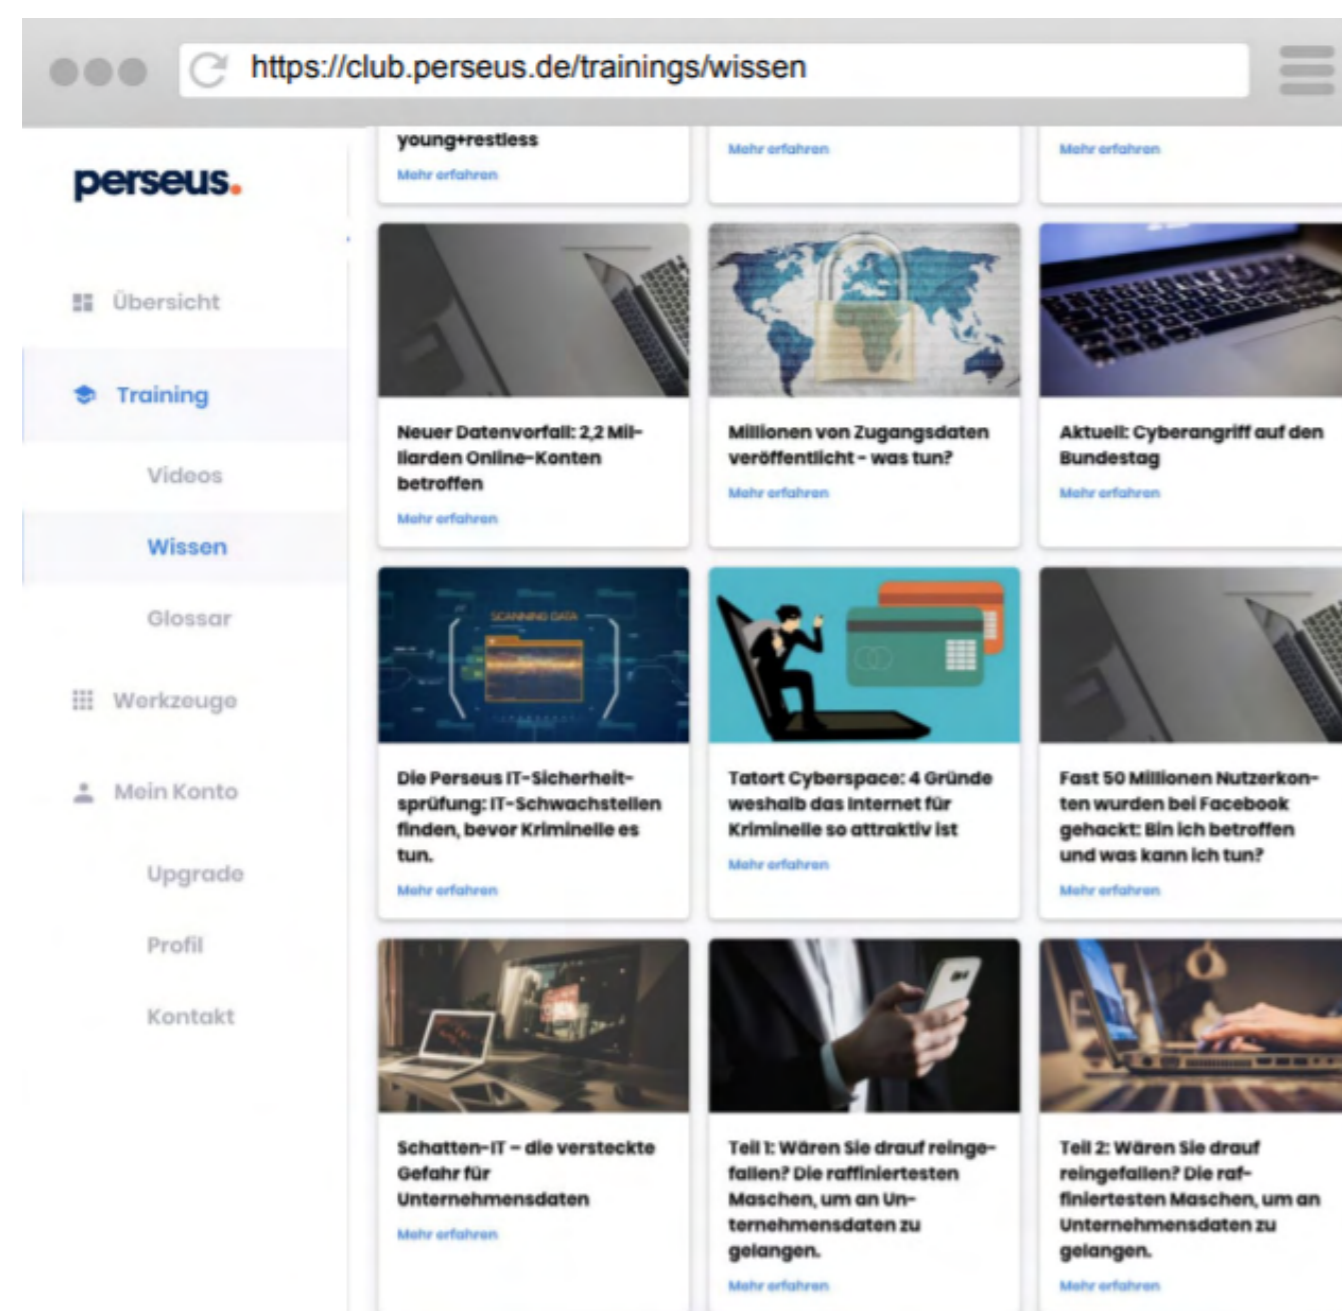 https://club.perseus.de/trainings/wissen
perseus.
Übersicht
Training
Videos
Wissen
Glossar
Werkzeuge
Mein Konto
Upgrade
Profil
Kontakt
young+restless
Mehr erfahren
Mehr erfahren
Mehr erfahren
Neuer Datenvorfall: 2,2 Mil-
liarden Online-Konten
betroffen
Mehr erfahren
Millionen von Zugangsdaten
veröffentlicht - was tun?
Mehr erfahren
Aktuell: Cyberangriff auf den
Bundestag
Mehr erfahren
SCANNING DATA
Die Perseus IT-Sicherheit-
sprüfung: IT-Schwachstellen
finden, bevor Kriminelle es
tun.
Mehr erfahren
Tatort Cyberspace: 4 Gründe
weshalb das Internet für
Kriminelle so attraktiv ist
Mehr erfahren
Fast 50 Millionen Nutzerkon-
ten wurden bei Facebook
gehackt: Bin ich betroffen
und was kann ich tun?
Mehr erfahren
Schatten-IT – die versteckte
Gefahr für
Unternehmensdaten
Mehr erfahren
Teil 1: Wären Sie drauf reinge-
fallen? Die raffiniertesten
Maschen, um an Un-
ternehmensdaten zu
gelangen.
Mehr erfahren
Teil 2: Wären Sie drauf
reingefallen? Die raf-
finiertesten Maschen, um an
Unternehmensdaten zu
gelangen.
Mehr erfahren